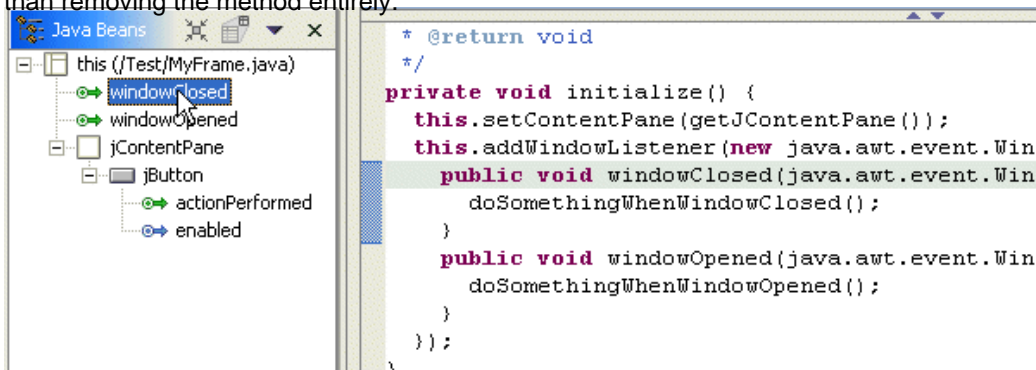 than removing the method entirely.
Java Beans
this (/Test/MyFrame.java)
windowClosed
windowOpened
jContentPane
jButton
actionPerformed
enabled
* @return void
*/
private void initialize() {
this.setContentPane(getJContentPane());
this.addWindowListener(new java.awt.event.Win
public void windowClosed(java.awt.event.Win
doSomethingWhenWindowClosed();
}
public void windowOpened(java.awt.event.Win
doSomethingWhenWindowOpened();
}
});
}